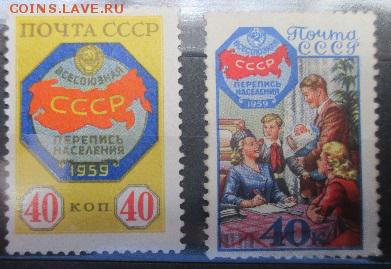 COINS.LAVE.RU
ПОЧТА СССР
ВСЕСОЮЗНАЯ
СССР
ПЕРЕПИСЬ
НАСЕЛЕНИЯ
1959
40 КОП. 40
Почта
СССР
ВСЕСОЮЗНАЯ
СССР
ПЕРЕПИСЬ
НАСЕЛЕНИЯ
1959
40 коп